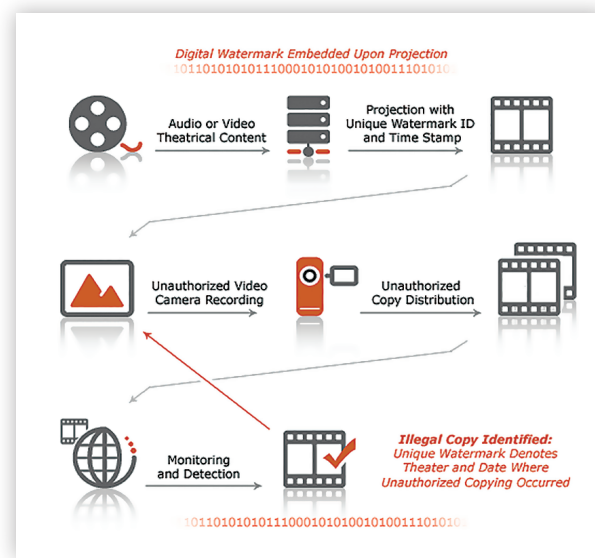 Digital Watermark Embedded Upon Projection
101101010101110001010100101001110101010
Audio or Video
Theatrical Content
Projection with
Unique Watermark ID
and Time Stamp
Unauthorized Video
Camera Recording
Unauthorized
Copy Distribution
Monitoring
and Detection
Illegal Copy Identified:
Unique Watermark Denotes
Theater and Date Where
Unauthorized Copying Occurred